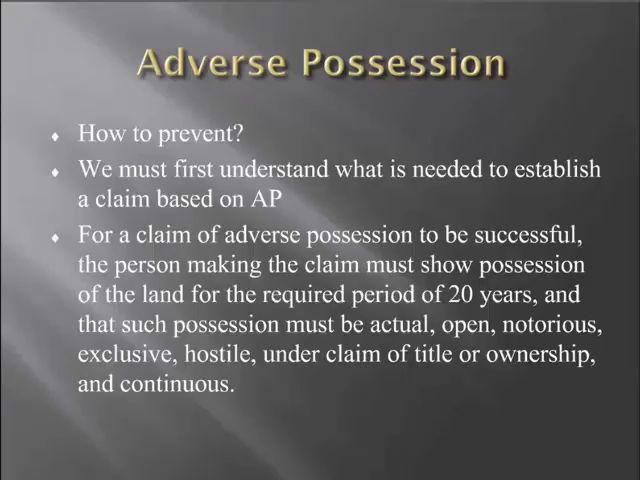 Adverse Possession
How to prevent?
We must first understand what is needed to establish
a claim based on AP
For a claim of adverse possession to be successful,
the person making the claim must show possession
of the land for the required period of 20 years, and
that such possession must be actual, open, notorious,
exclusive, hostile, under claim of title or ownership,
and continuous.